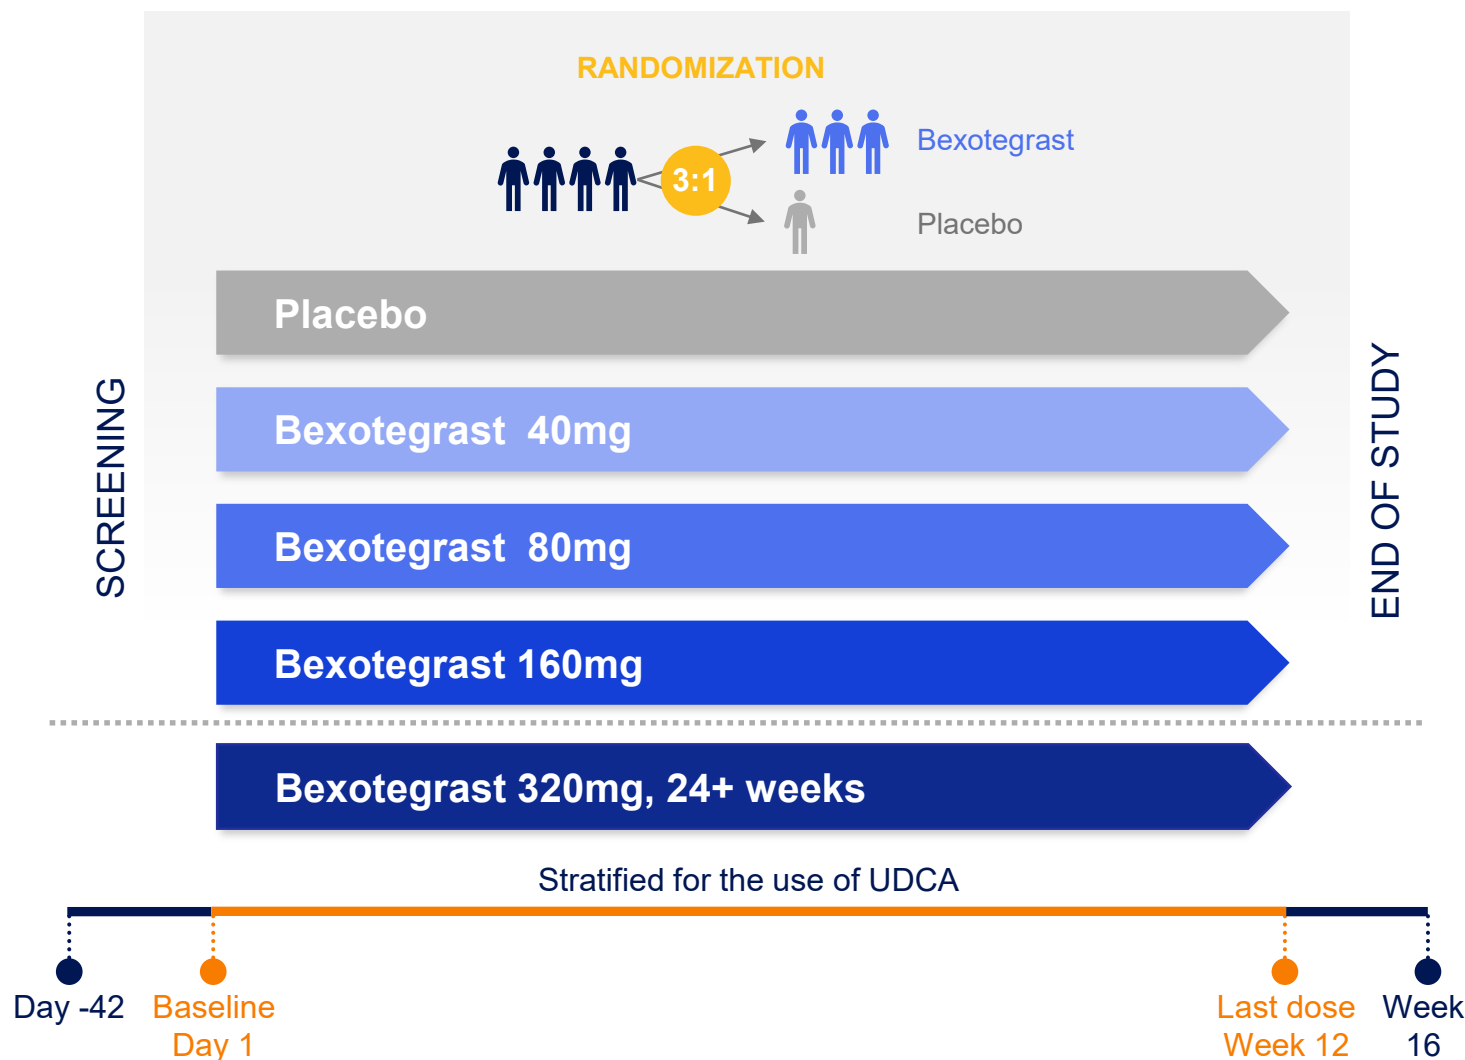 RANDOMIZATION
3:1
Bexotegrast
Placebo
Placebo
Bexotegrast  40mg
Bexotegrast  80mg
Bexotegrast 160mg
Bexotegrast 320mg, 24+ weeks
SCREENING
END OF STUDY
Stratified for the use of UDCA
Day -42
Baseline
Day 1
Last dose
Week 12
Week
16